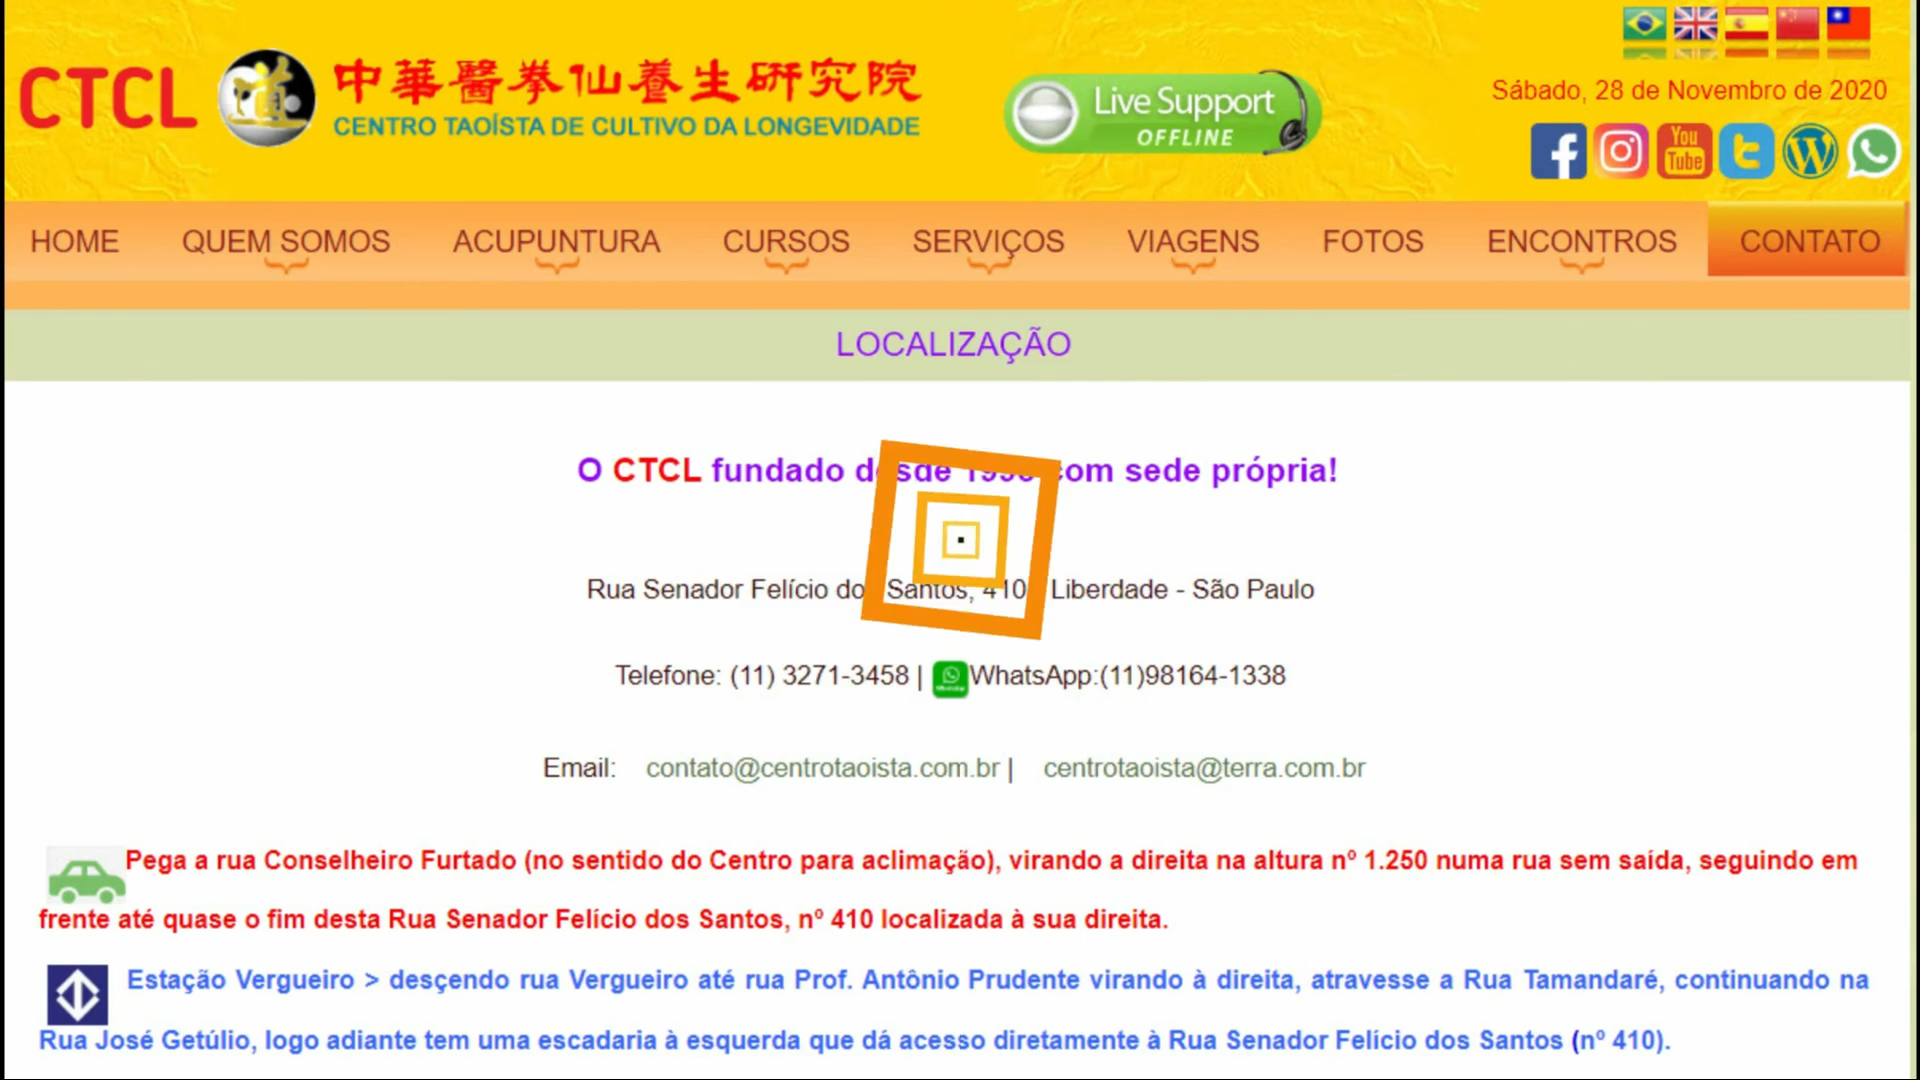 CTCL 中華醫拳仙養生研究院
CENTRO TAOÍSTA DE CULTIVO DA LONGEVIDADE
Live Support
OFFLINE
Sábado, 28 de Novembro de 2020
You
Tube
HOME QUEM SOMOS ACUPUNTURA CURSOS SERVIÇOS VIAGENS FOTOS ENCONTROS CONTATO
LOCALIZAÇÃO
O CTCL fundado desde com sede própria!
Rua Senador Felício dos Santos, 410 Liberdade - São Paulo
Telefone: (11) 3271-3458 | WhatsApp:(11)98164-1338
Email: contato@centrotaoista.com.br | centrotaoista@terra.com.br
Pega a rua Conselheiro Furtado (no sentido do Centro para aclimação), virando a direita na altura nº 1.250 numa rua sem saída, seguindo em
frente até quase o fim desta Rua Senador Felício dos Santos, nº 410 localizada à sua direita.
Estação Vergueiro > desçendo rua Vergueiro até rua Prof. Antônio Prudente virando à direita, atravesse a Rua Tamandaré, continuando na
Rua José Getúlio, logo adiante tem uma escadaria à esquerda que dá acesso diretamente à Rua Senador Felício dos Santos (nº 410).